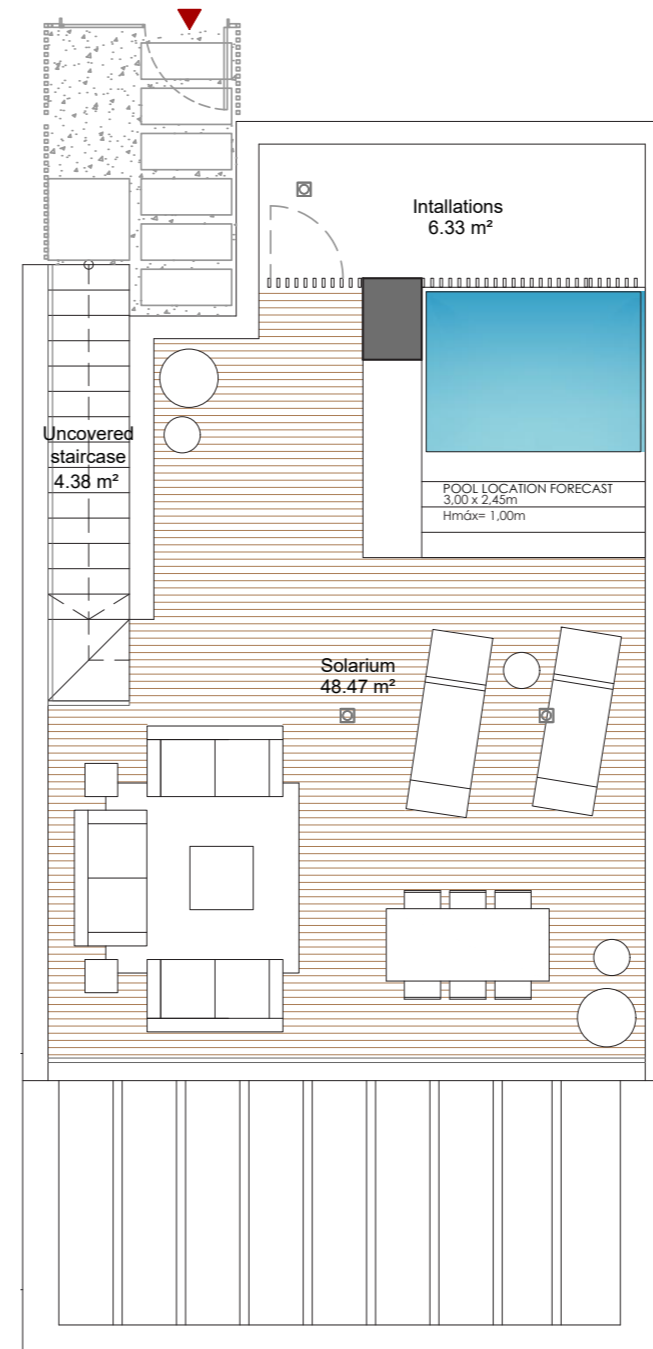 Intallations
6.33 m²
Uncovered
staircase
4.38 m²
POOL LOCATION FORECAST
3,00 x 2,45m
Hmáx= 1,00m
Solarium
48.47 m²